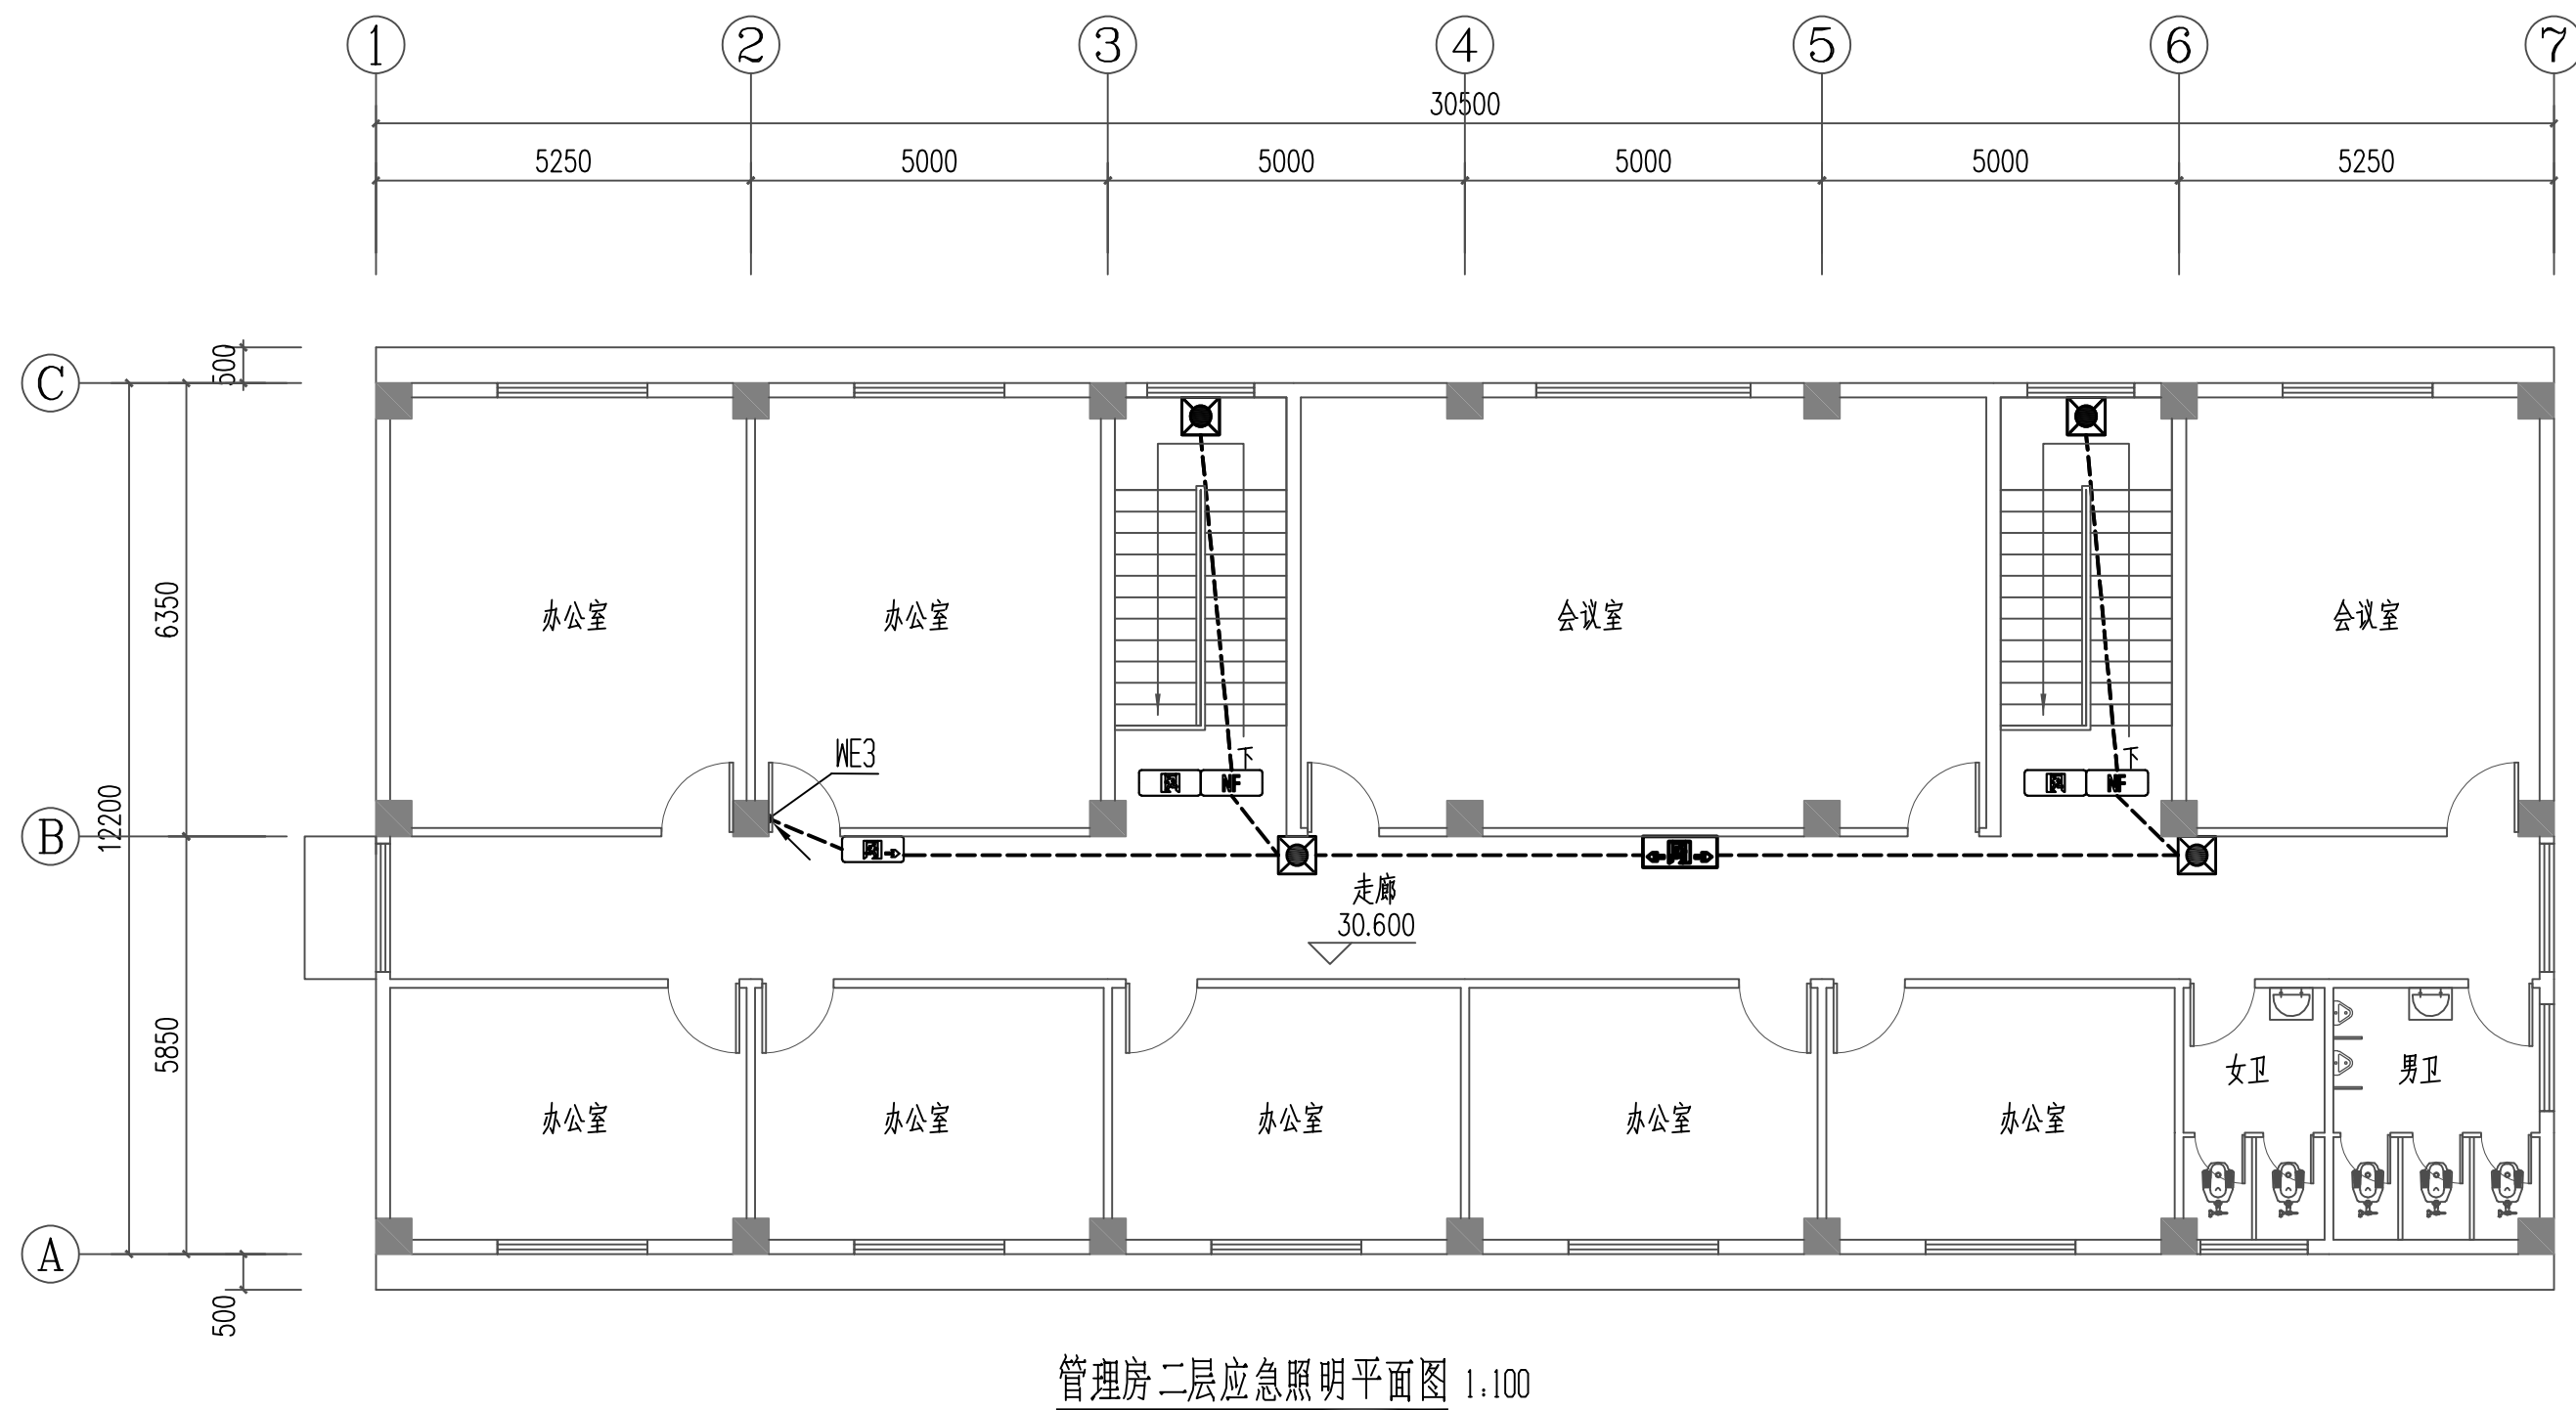 1 2 3 4 5 6 7
30500
5250 5000 5000 5000 5000 5250
500
C
6350
办公室 办公室 会议室 会议室
WE3
下 下
NF NF
12200
B
走廊
30.600
5850
女卫 男卫
办公室 办公室 办公室 办公室 办公室
A
500
管理房二层应急照明平面图 1:100